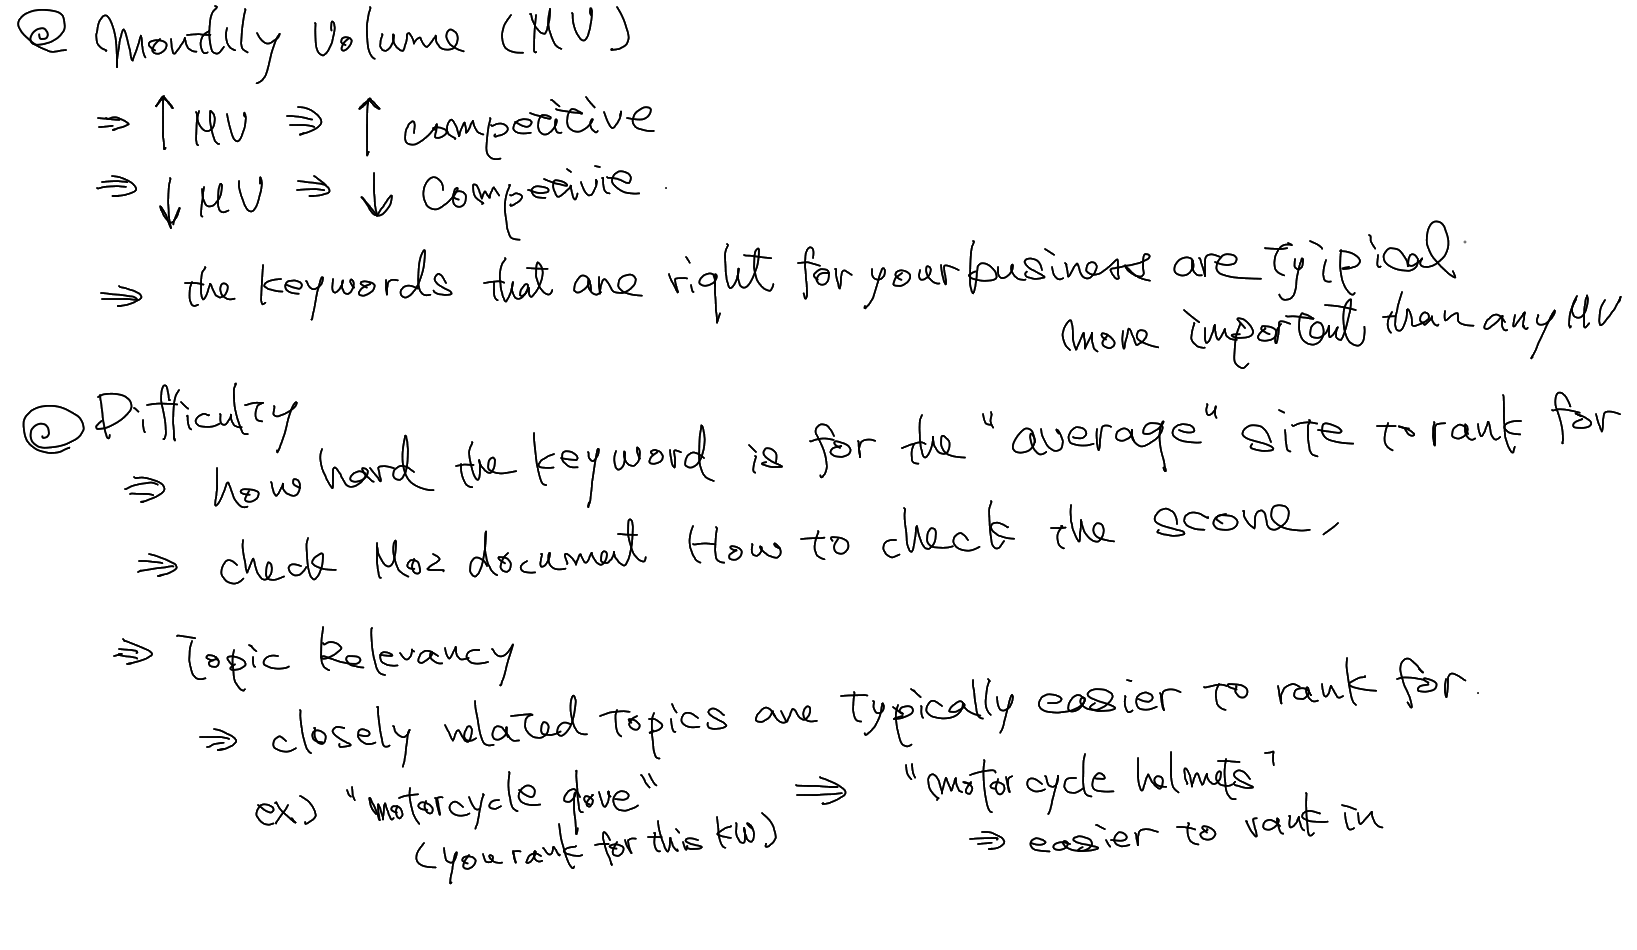 @ Monthly Volume (MV)
⇒ ↑ MV ⇒ ↑ competitive
⇒ ↓ MV ⇒ ↓ Competivie.
⇒ the keywords that are right for your business are tyipical
more important than any MV
@ Difficulty
⇒ how hard the keyword is for the "average" site to rank for
⇒ check Moz document How to check the score,
⇒ Topic Relevancy
⇒ closely related topics are typically easier to rank for.
ex) "motorcycle glove" ⇒ "motorcycle helmets"
(you rank for this KW) ⇒ easier to rank in